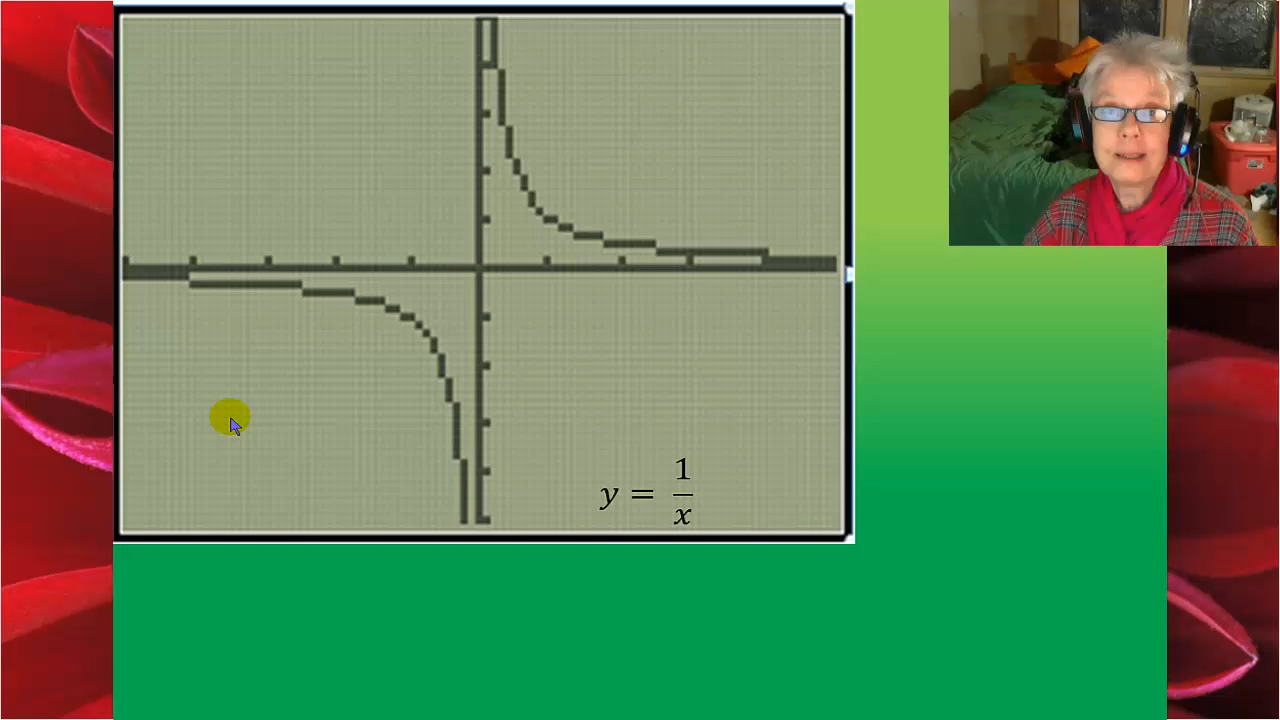 y = 1/x